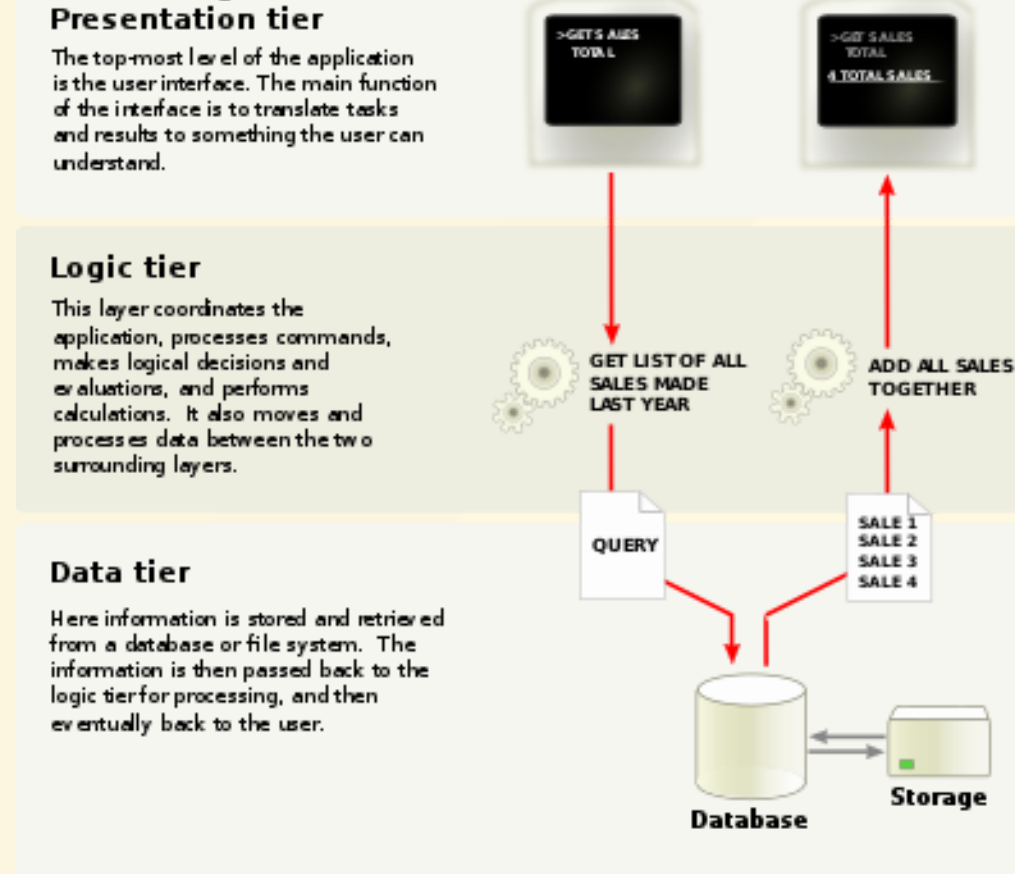 Presentation tier
The top-most level of the application
is the user interface. The main function
of the interface is to translate tasks
and results to something the user can
understand.
>GET SALES
TOTAL
>GET SALES
TOTAL
4 TOTAL SALES
Logic tier
This layer coordinates the
application, processes commands,
makes logical decisions and
evaluations, and performs
calculations. It also moves and
processes data between the two
surrounding layers.
GET LIST OF ALL
SALES MADE
LAST YEAR
ADD ALL SALES
TOGETHER
QUERY
SALE 1
SALE 2
SALE 3
SALE 4
Data tier
Here information is stored and retrieved
from a database or file system. The
information is then passed back to the
logic tier for processing, and then
eventually back to the user.
Database
Storage